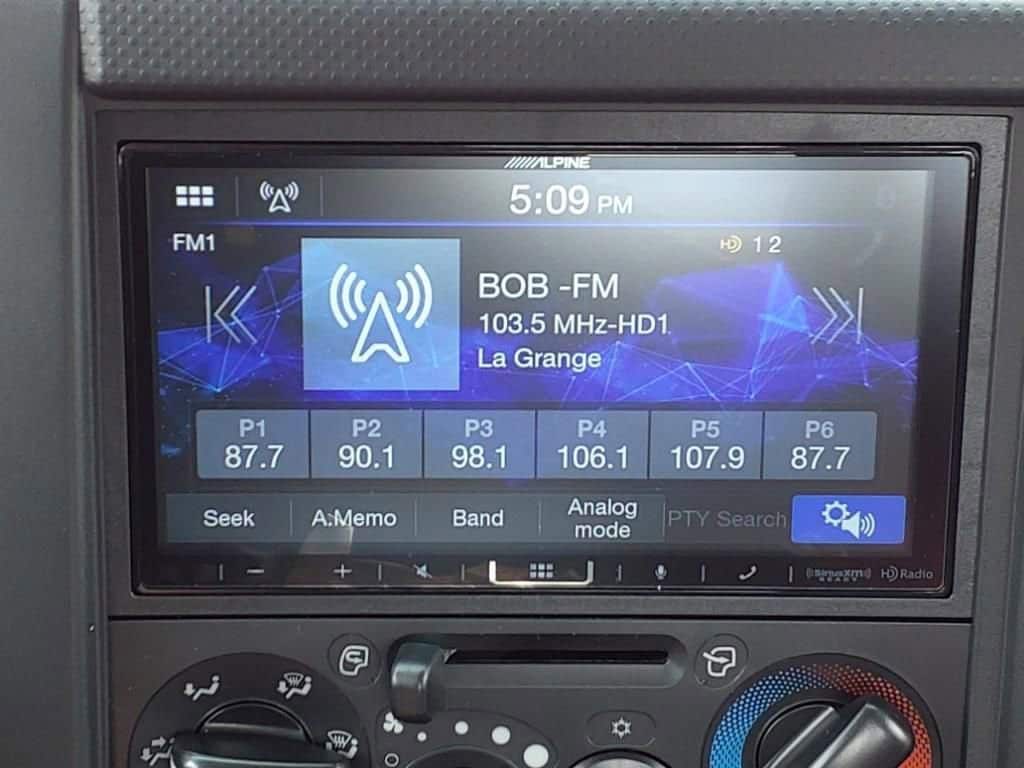 ALPINE
5:09 PM
FM1
HD 1 2
BOB -FM
103.5 MHz-HD1
La Grange
P1 P2 P3 P4 P5 P6
87.7 90.1 98.1 106.1 107.9 87.7
Seek A.Memo Band Analog mode PTY Search
SiriusXM READY HD Radio